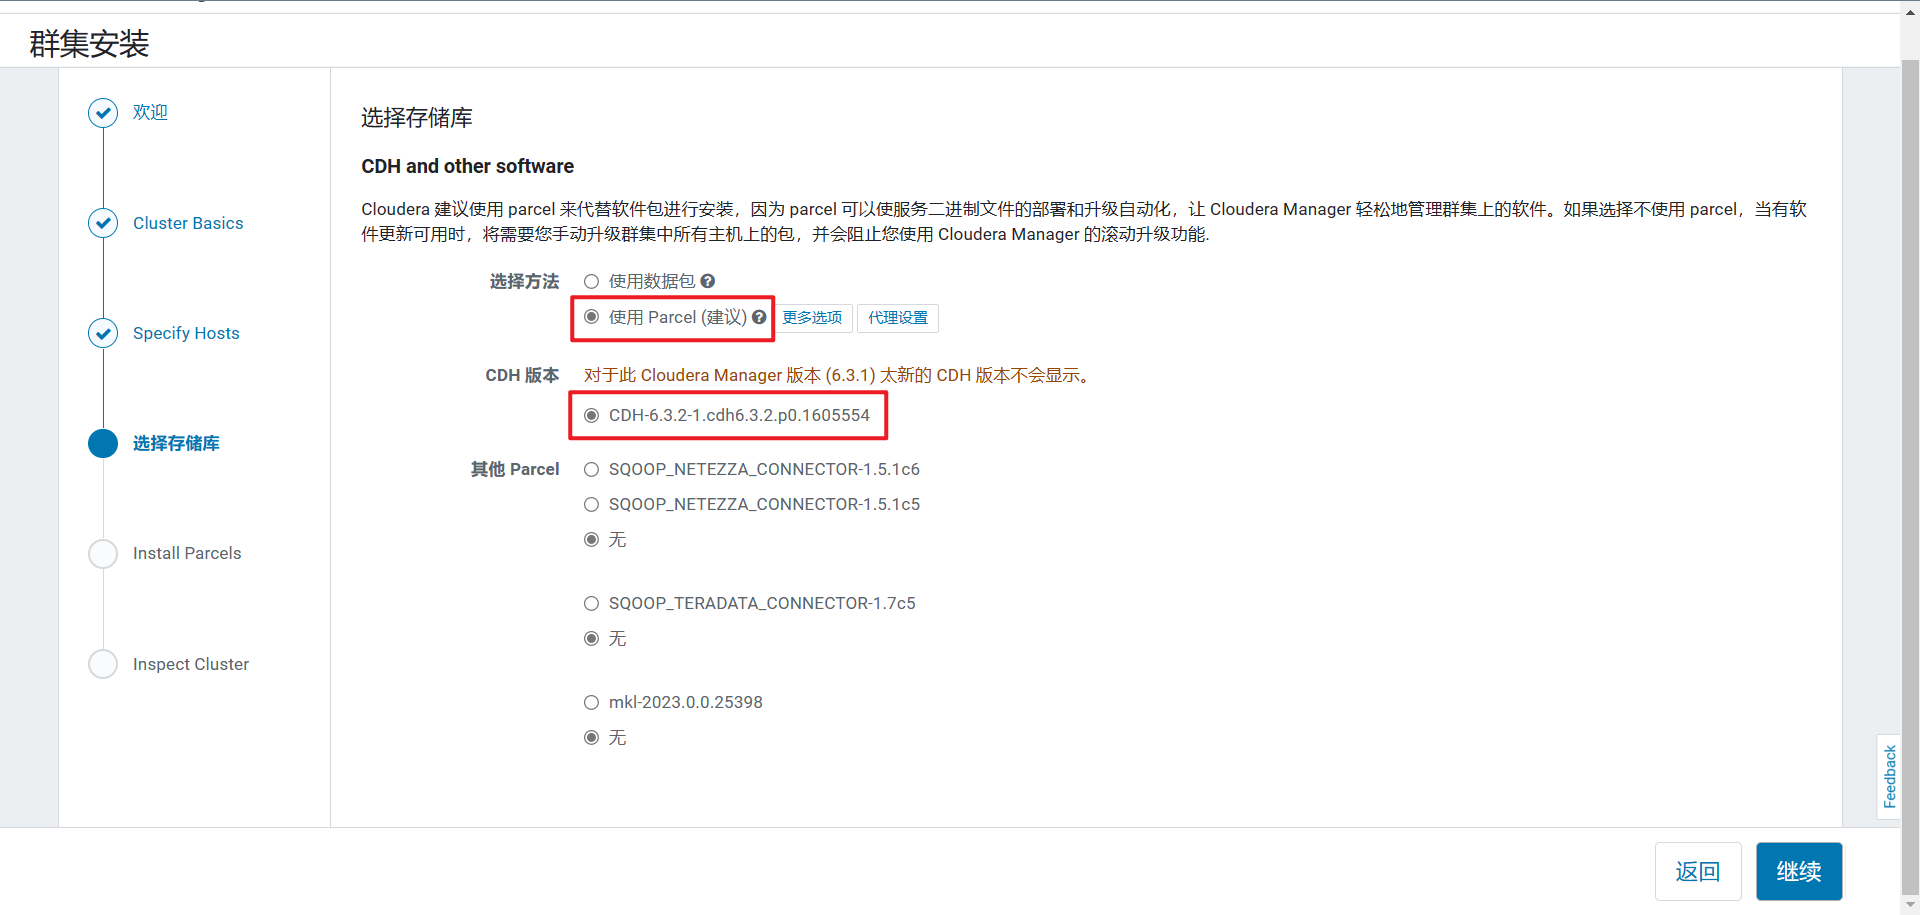 群集安装
欢迎
Cluster Basics
Specify Hosts
选择存储库
Install Parcels
Inspect Cluster
选择存储库
CDH and other software
Cloudera 建议使用 parcel 来代替软件包进行安装，因为 parcel 可以使服务二进制文件的部署和升级自动化，让 Cloudera Manager 轻松地管理群集上的软件。如果选择不使用 parcel，当有软
件更新可用时，将需要您手动升级群集中所有主机上的包，并会阻止您使用 Cloudera Manager 的滚动升级功能.
选择方法 使用数据包 ?
使用 Parcel (建议) ? 更多选项 代理设置
CDH 版本 对于此 Cloudera Manager 版本 (6.3.1) 太新的 CDH 版本不会显示。
CDH-6.3.2-1.cdh6.3.2.p0.1605554
其他 Parcel SQOOP_NETEZZA_CONNECTOR-1.5.1c6
SQOOP_NETEZZA_CONNECTOR-1.5.1c5
无
SQOOP_TERADATA_CONNECTOR-1.7c5
无
mkl-2023.0.0.25398
无
Feedback
返回 继续